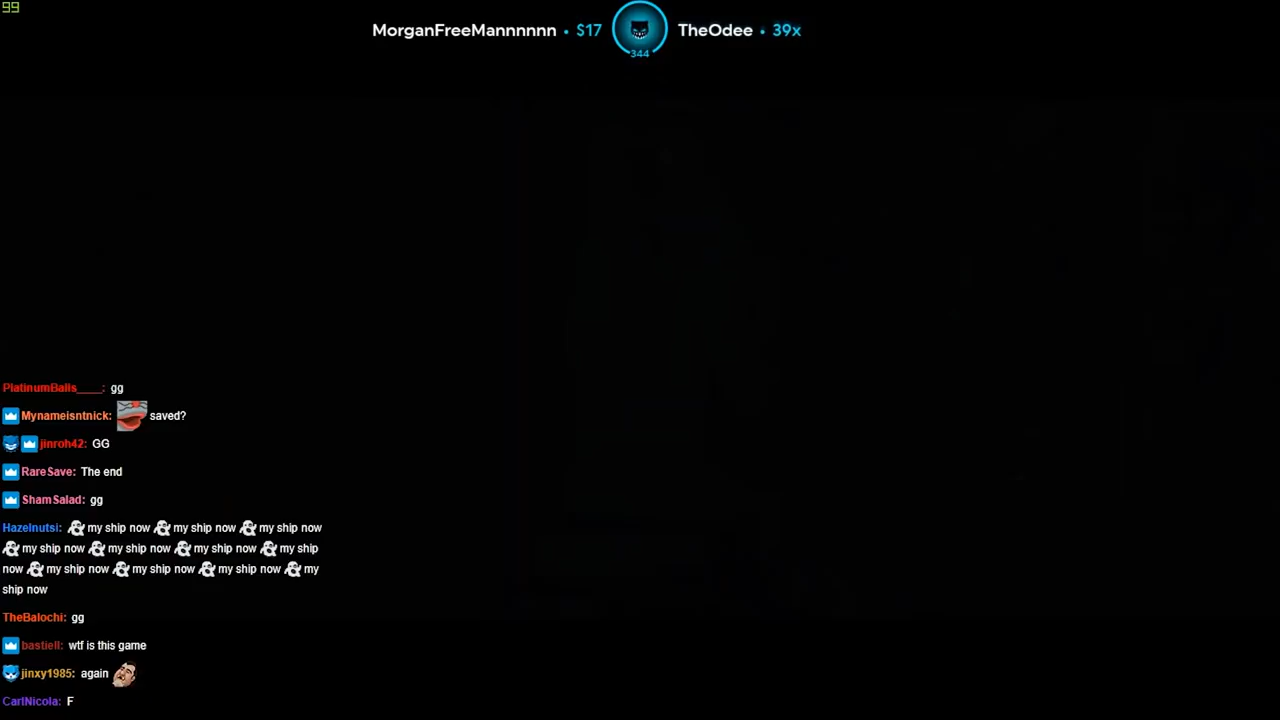 99
MorganFreeMannnnnn • $17
344
TheOdee • 39x
PlatinumBalls____: gg
Mynameisntnick: saved?
jinroh42: GG
RareSave: The end
ShamSalad: gg
Hazelnutsi: my ship now my ship now my ship now
my ship now my ship now my ship now my ship
now my ship now my ship now my ship now my
ship now
TheBalochi: gg
bastiell: wtf is this game
jinxy1985: again
CarlNicola: F